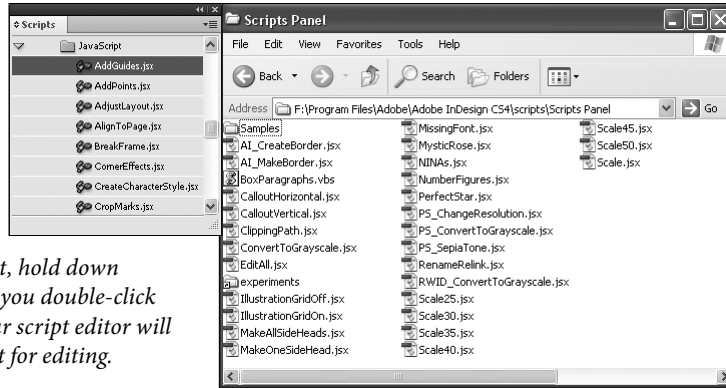 Scripts
JavaScript
AddGuides.jsx
AddPoints.jsx
AdjustLayout.jsx
AlignToPage.jsx
BreakFrame.jsx
CornerEffects.jsx
CreateCharacterStyle.jsx
CropMarks.jsx
t, hold down
you double-click
r script editor will
t for editing.
Scripts Panel
File Edit View Favorites Tools Help
Back Search Folders
Address F:\Program Files\Adobe\Adobe InDesign CS4\scripts\Scripts Panel Go
Samples
AI_CreateBorder.jsx
AI_MakeBorder.jsx
BoxParagraphs.vbs
CalloutHorizontal.jsx
CalloutVertical.jsx
ClippingPath.jsx
ConvertToGrayscale.jsx
EditAll.jsx
experiments
IllustrationGridOff.jsx
IllustrationGridOn.jsx
MakeAllSideHeads.jsx
MakeOneSideHead.jsx
MissingFont.jsx
MysticRose.jsx
NINAs.jsx
NumberFigures.jsx
PerfectStar.jsx
PS_ChangeResolution.jsx
PS_ConvertToGrayscale.jsx
PS_SepiaTone.jsx
RenameRelink.jsx
RWID_ConvertToGrayscale.jsx
Scale25.jsx
Scale30.jsx
Scale35.jsx
Scale40.jsx
Scale45.jsx
Scale50.jsx
Scale.jsx